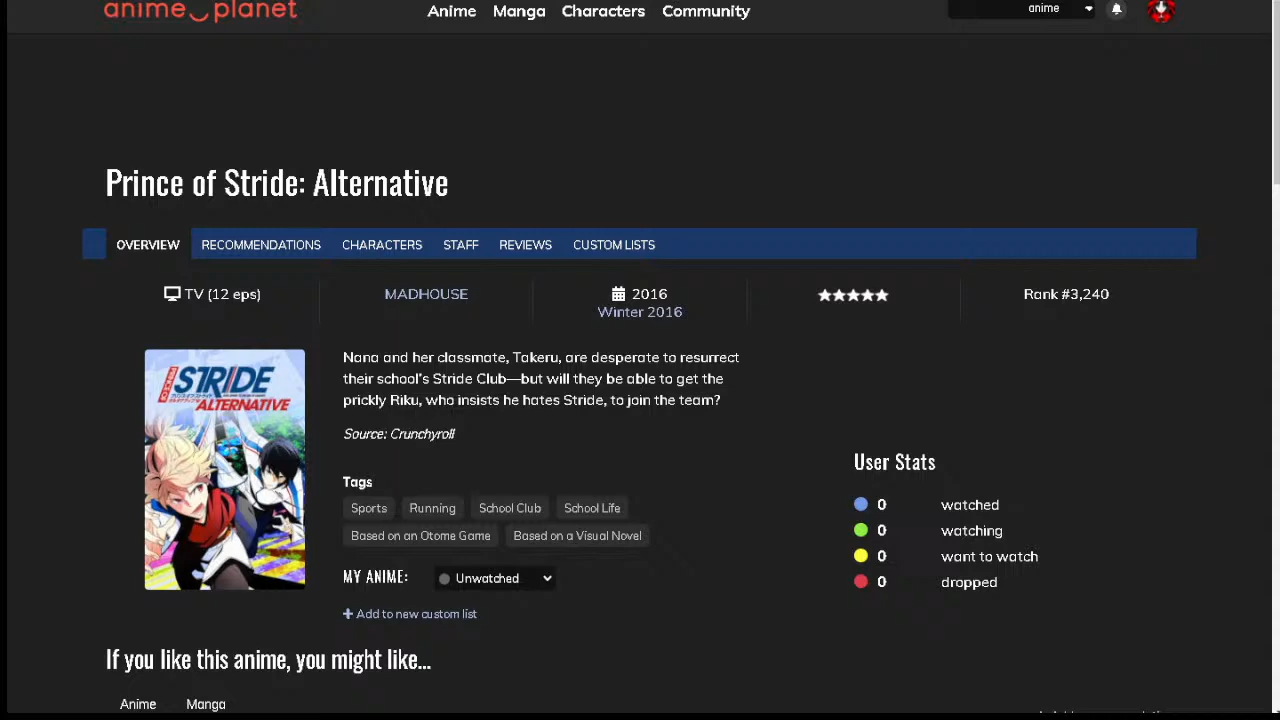 anime planet
Anime Manga Characters Community
anime
Prince of Stride: Alternative
OVERVIEW RECOMMENDATIONS CHARACTERS STAFF REVIEWS CUSTOM LISTS
TV (12 eps)
MADHOUSE
2016
Winter 2016
Rank #3,240
STRIDE
ALTERNATIVE
Nana and her classmate, Takeru, are desperate to resurrect
their school's Stride Club—but will they be able to get the
prickly Riku, who insists he hates Stride, to join the team?
Source: Crunchyroll
Tags
Sports Running School Club School Life
Based on an Otome Game Based on a Visual Novel
MY ANIME: Unwatched
+ Add to new custom list
User Stats
0 watched
0 watching
0 want to watch
0 dropped
If you like this anime, you might like...
Anime Manga